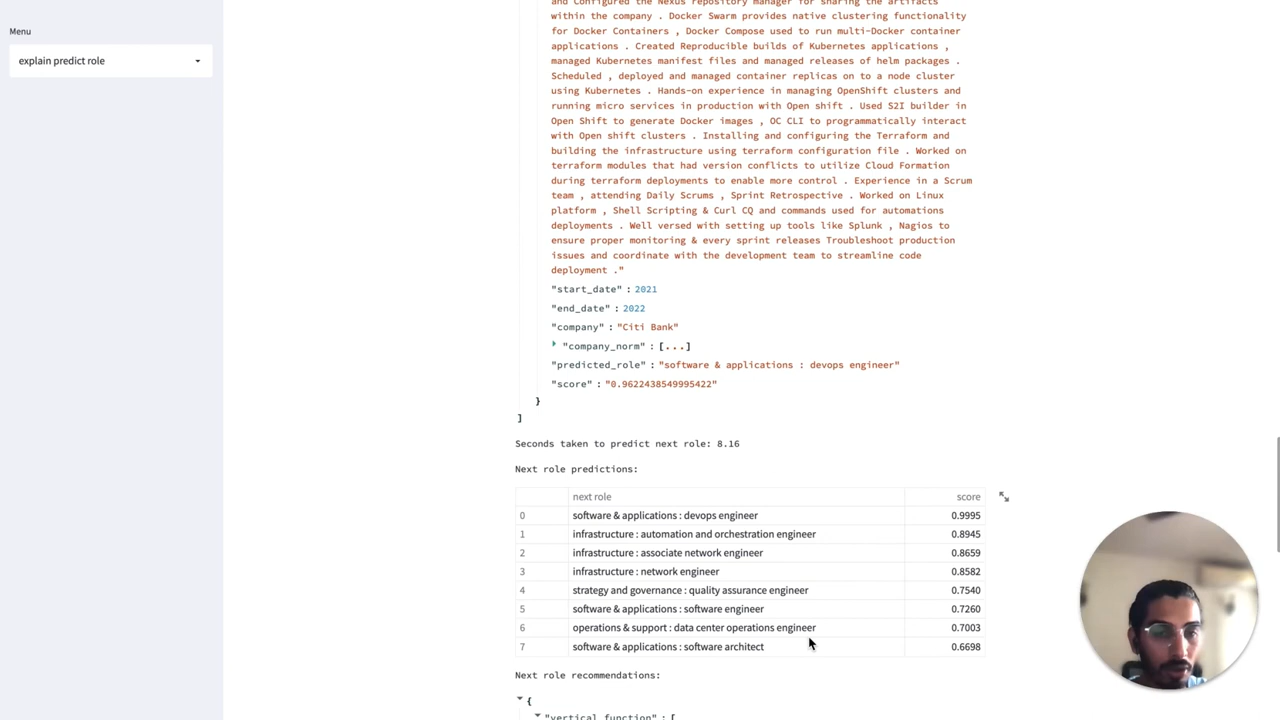 Menu
explain predict role
and Configured the Nexus repository manager for sharing the artifacts
within the company . Docker Swarm provides native clustering functionality
for Docker Containers , Docker Compose used to run multi-Docker container
applications . Created Reproducible builds of Kubernetes applications ,
managed Kubernetes manifest files and managed releases of helm packages .
Scheduled , deployed and managed container replicas on to a node cluster
using Kubernetes . Hands-on experience in managing OpenShift clusters and
running micro services in production with Open shift . Used S2I builder in
Open Shift to generate Docker images , OC CLI to programmatically interact
with Open shift clusters . Installing and configuring the Terraform and
building the infrastructure using terraform configuration file . Worked on
terraform modules that had version conflicts to utilize Cloud Formation
during terraform deployments to enable more control . Experience in a Scrum
team , attending Daily Scrums , Sprint Retrospective . Worked on Linux
platform , Shell Scripting & Curl CQ and commands used for automations
deployments . Well versed with setting up tools like Splunk , Nagios to
ensure proper monitoring & every sprint releases Troubleshoot production
issues and coordinate with the development team to streamline code
deployment ."
"start_date" : 2021
"end_date" : 2022
"company" : "Citi Bank"
"company_norm" : [...]
"predicted_role" : "software & applications : devops engineer"
"score" : "0.9622438549995422"
}
]
Seconds taken to predict next role: 8.16
Next role predictions:
next role score
0 software & applications : devops engineer 0.9995
1 infrastructure : automation and orchestration engineer 0.8945
2 infrastructure : associate network engineer 0.8659
3 infrastructure : network engineer 0.8582
4 strategy and governance : quality assurance engineer 0.7540
5 software & applications : software engineer 0.7260
6 operations & support : data center operations engineer 0.7003
7 software & applications : software architect 0.6698
Next role recommendations:
{
"vertical_function" : [